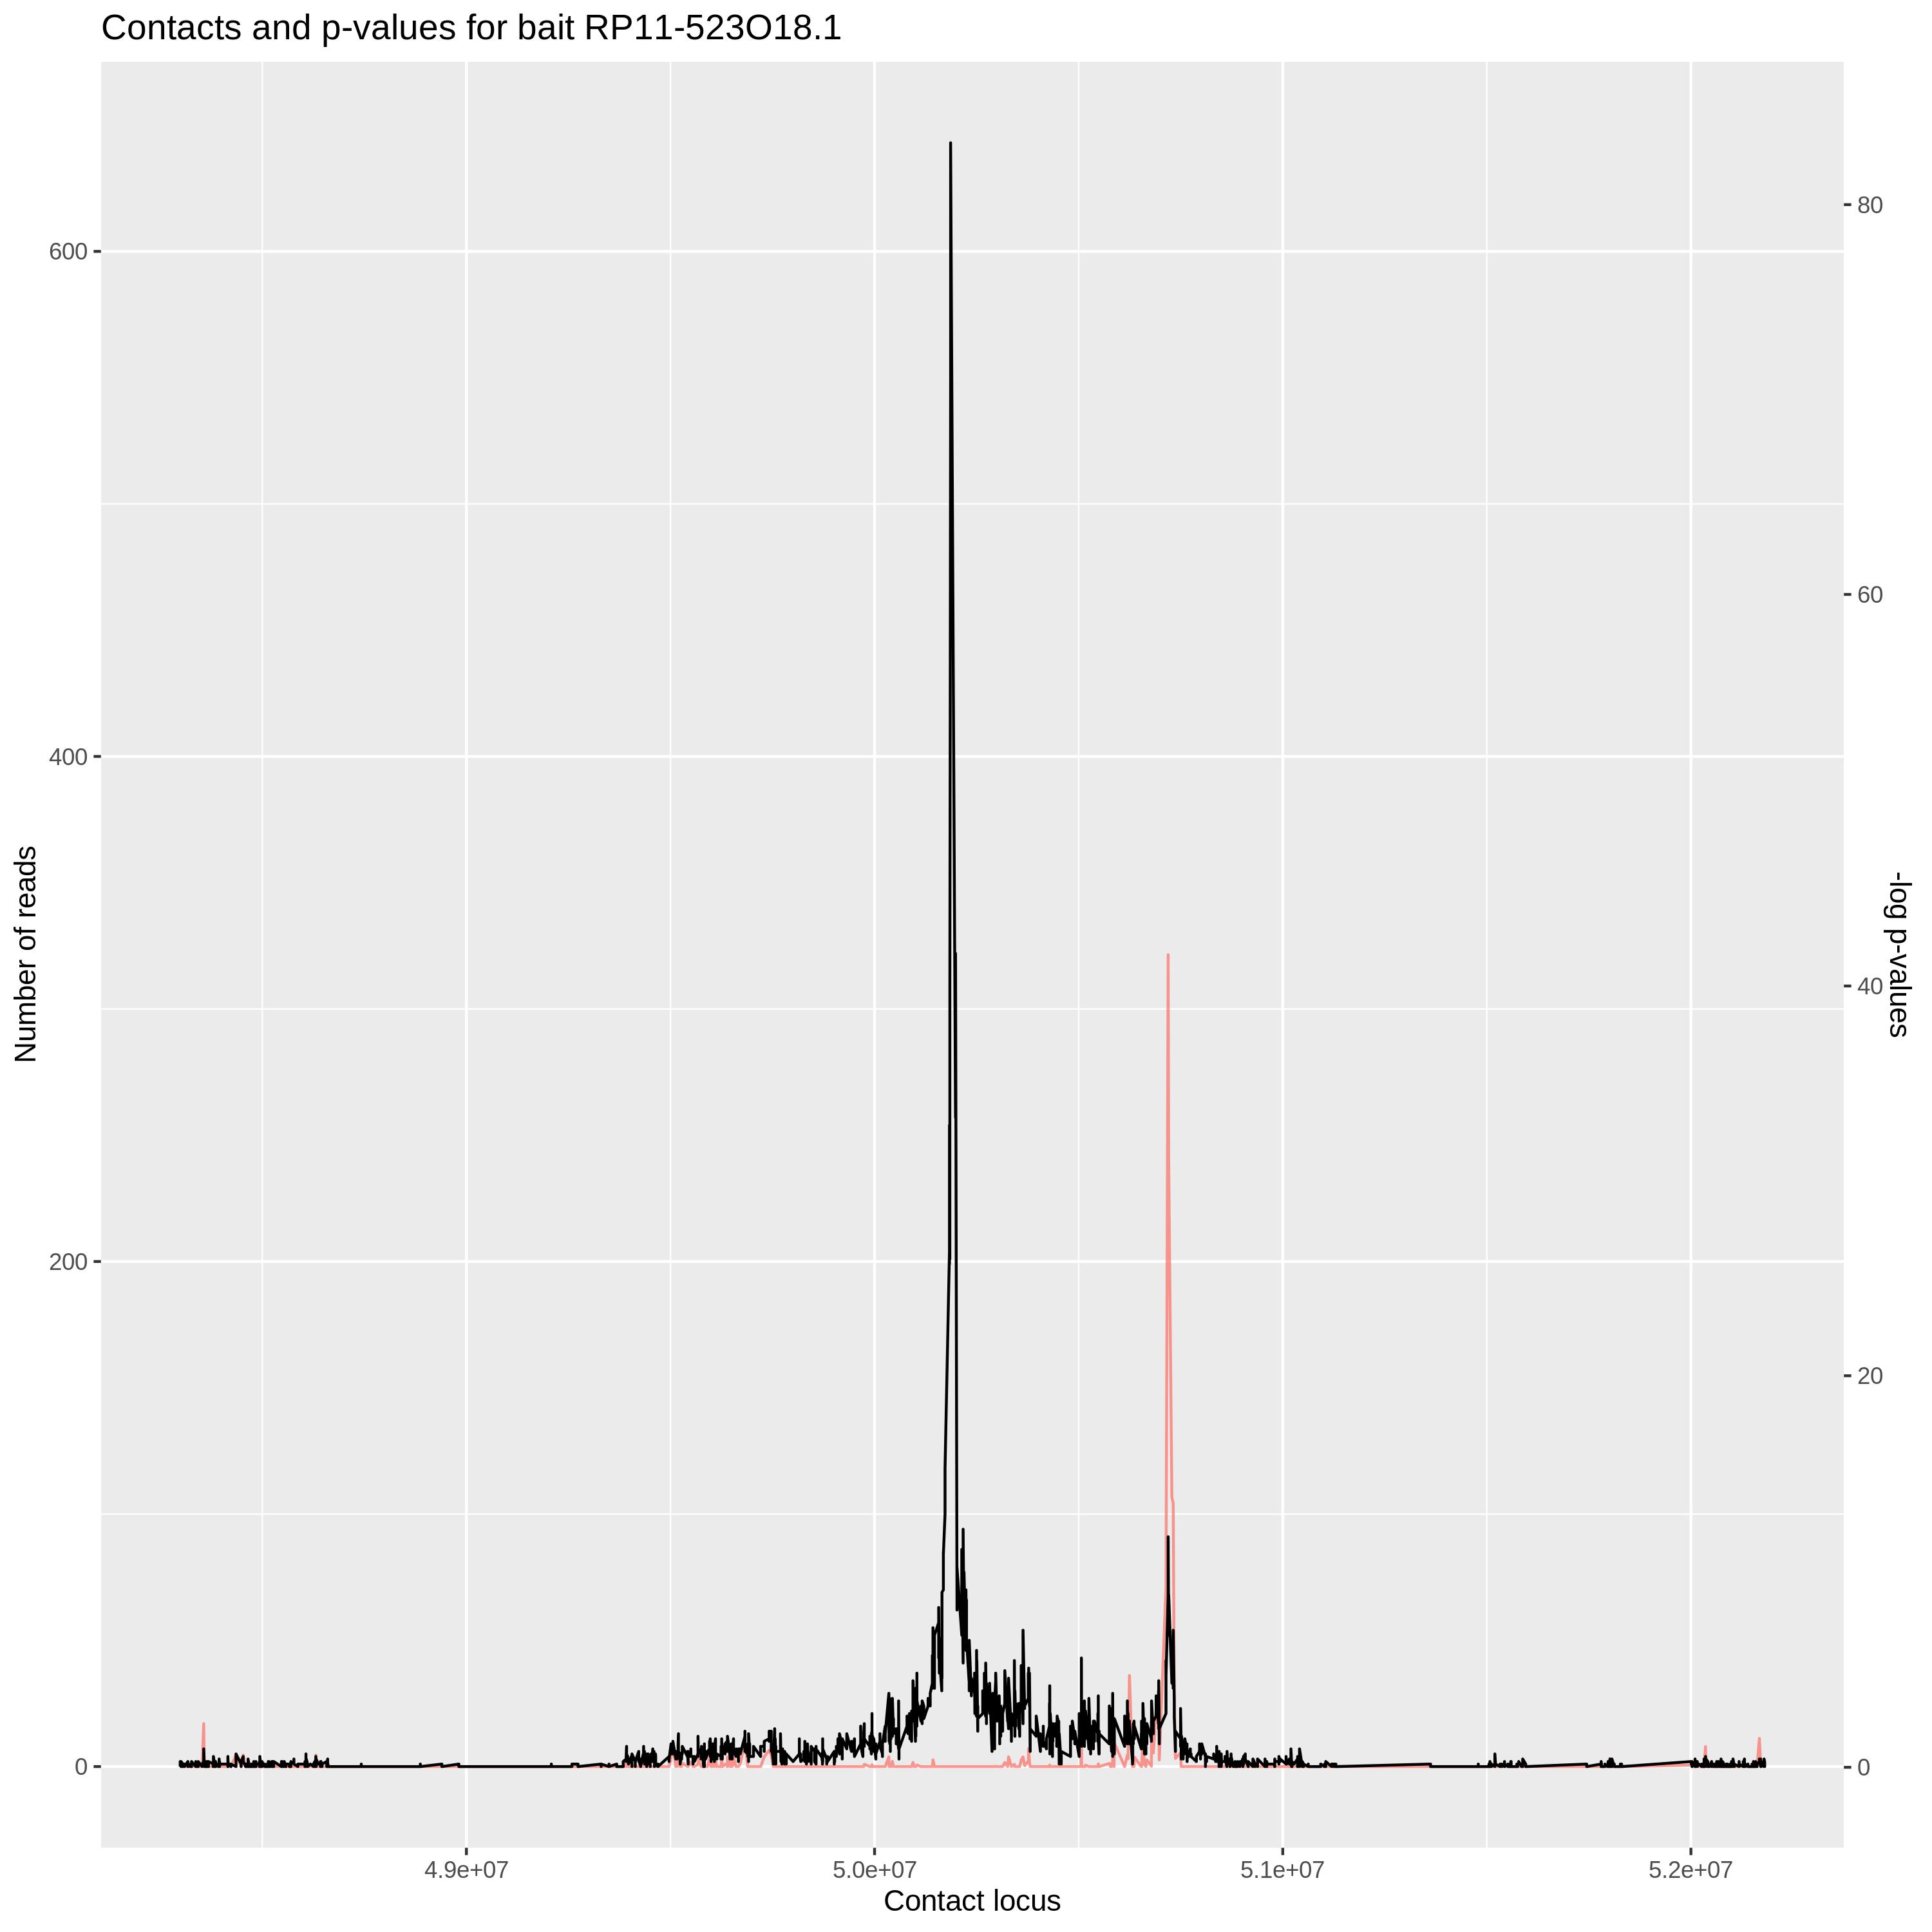 Contacts and p-values for bait RP11-523O18.1
Number of reads
600
400
200
0
80
60
40
20
0
-log p-values
4.9e+07
5.0e+07
5.1e+07
5.2e+07
Contact locus